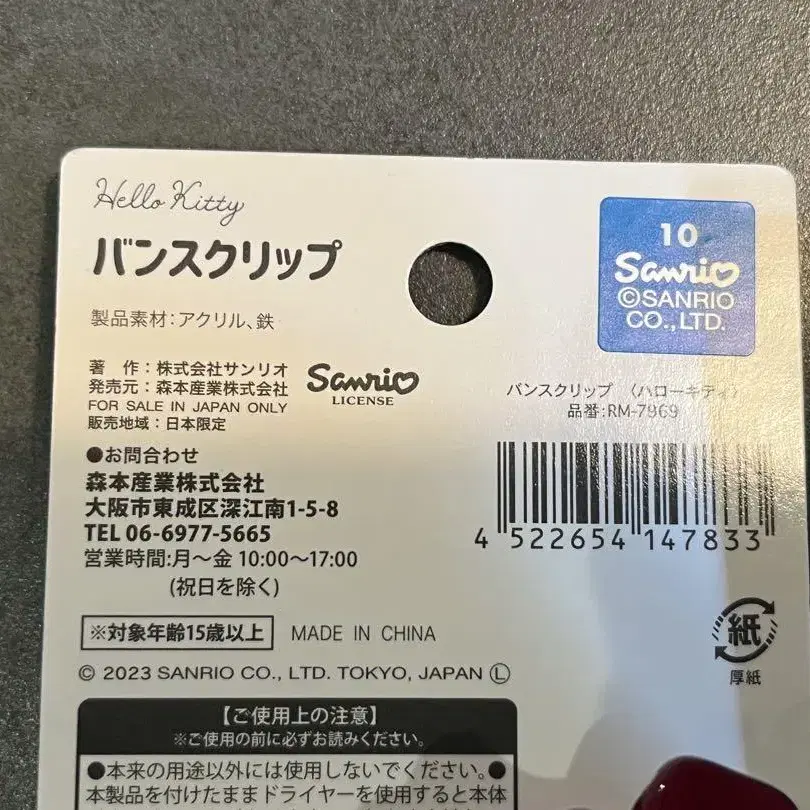 Hello Kitty
バンスクリップ
製品素材:アクリル、鉄
著 作:株式会社サンリオ
発売元:森本産業株式会社
FOR SALE IN JAPAN ONLY
販売地域:日本限定
Sanrio
LICENSE
●お問合わせ
森本産業株式会社
大阪市東成区深江南1-5-8
TEL 06-6977-5665
営業時間:月〜金 10:00〜17:00
(祝日を除く)
※対象年齢15歳以上
MADE IN CHINA
© 2023 SANRIO CO., LTD. TOKYO, JAPAN Ⓛ
10
Sanrio
©SANRIO
CO.,LTD.
バンスクリップ 〈ハローキティ〉
品番:RM-7969
4 522654 147833
紙
厚紙
【ご使用上の注意】
※ご使用の前に必ずお読みください。
●本来の用途以外には使用しないでください。●
本製品を付けたままドライヤーを使用すると本体